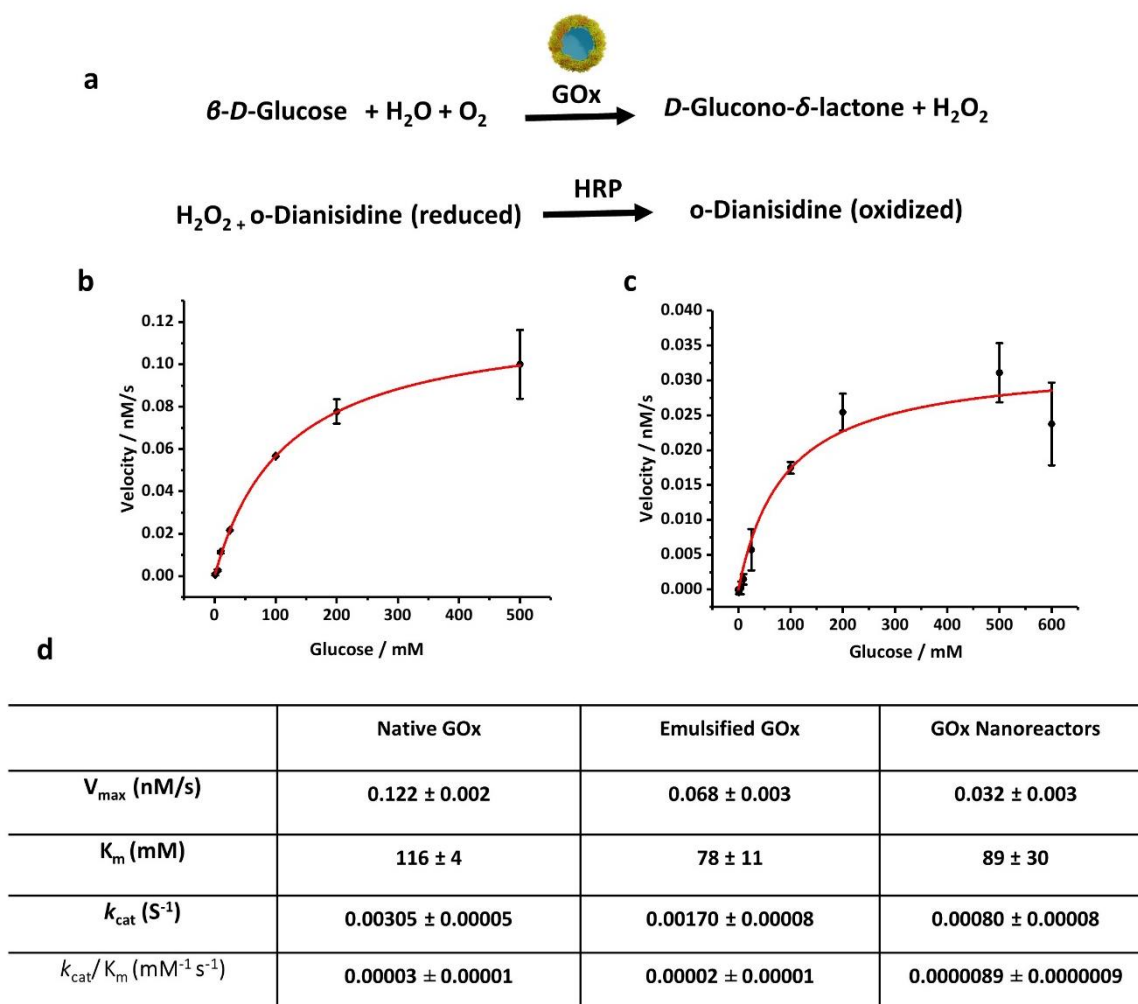 a
GOx
β-D-Glucose + H₂O + O₂ D-Glucono-δ-lactone + H₂O₂
HRP
H₂O₂ + o-Dianisidine (reduced) o-Dianisidine (oxidized)
b
Velocity / nM/s
0.12
0.10
0.08
0.06
0.04
0.02
0.00
0 100 200 300 400 500
Glucose / mM
c
Velocity / nM/s
0.040
0.035
0.030
0.025
0.020
0.015
0.010
0.005
0.000
0 100 200 300 400 500 600
Glucose / mM
d
Native GOx Emulsified GOx GOx Nanoreactors
Vmax (nM/s) 0.122 ± 0.002 0.068 ± 0.003 0.032 ± 0.003
Km (mM) 116 ± 4 78 ± 11 89 ± 30
kcat (S⁻¹) 0.00305 ± 0.00005 0.00170 ± 0.00008 0.00080 ± 0.00008
kcat/ Km (mM⁻¹ s⁻¹) 0.00003 ± 0.00001 0.00002 ± 0.00001 0.0000089 ± 0.0000009